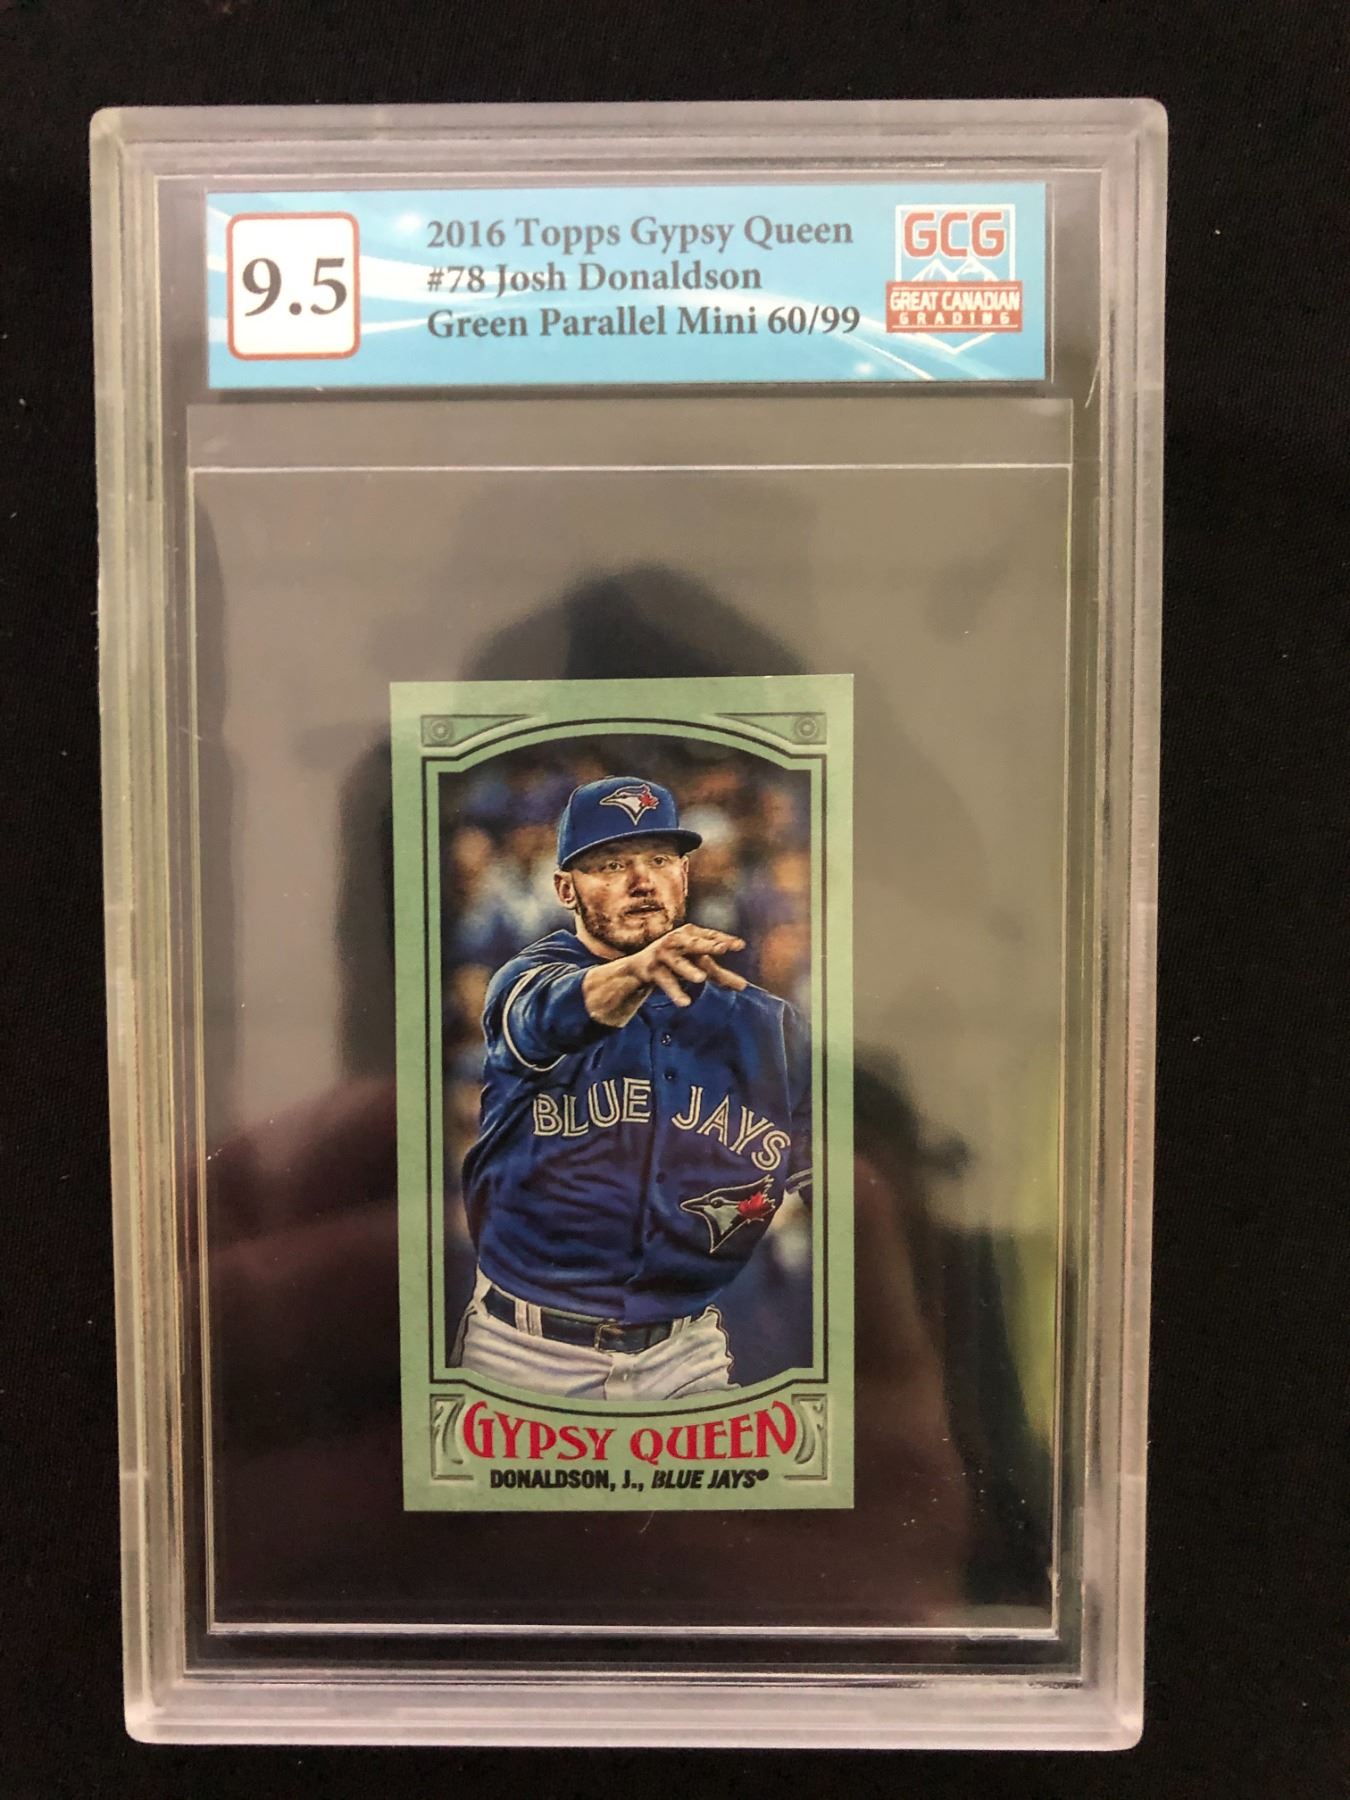 9.5
2016 Topps Gypsy Queen
#78 Josh Donaldson
Green Parallel Mini 60/99
GCG
GREAT CANADIAN
GRADING
BLUE JAYS
GYPSY QUEEN
DONALDSON, J., BLUE JAYS®